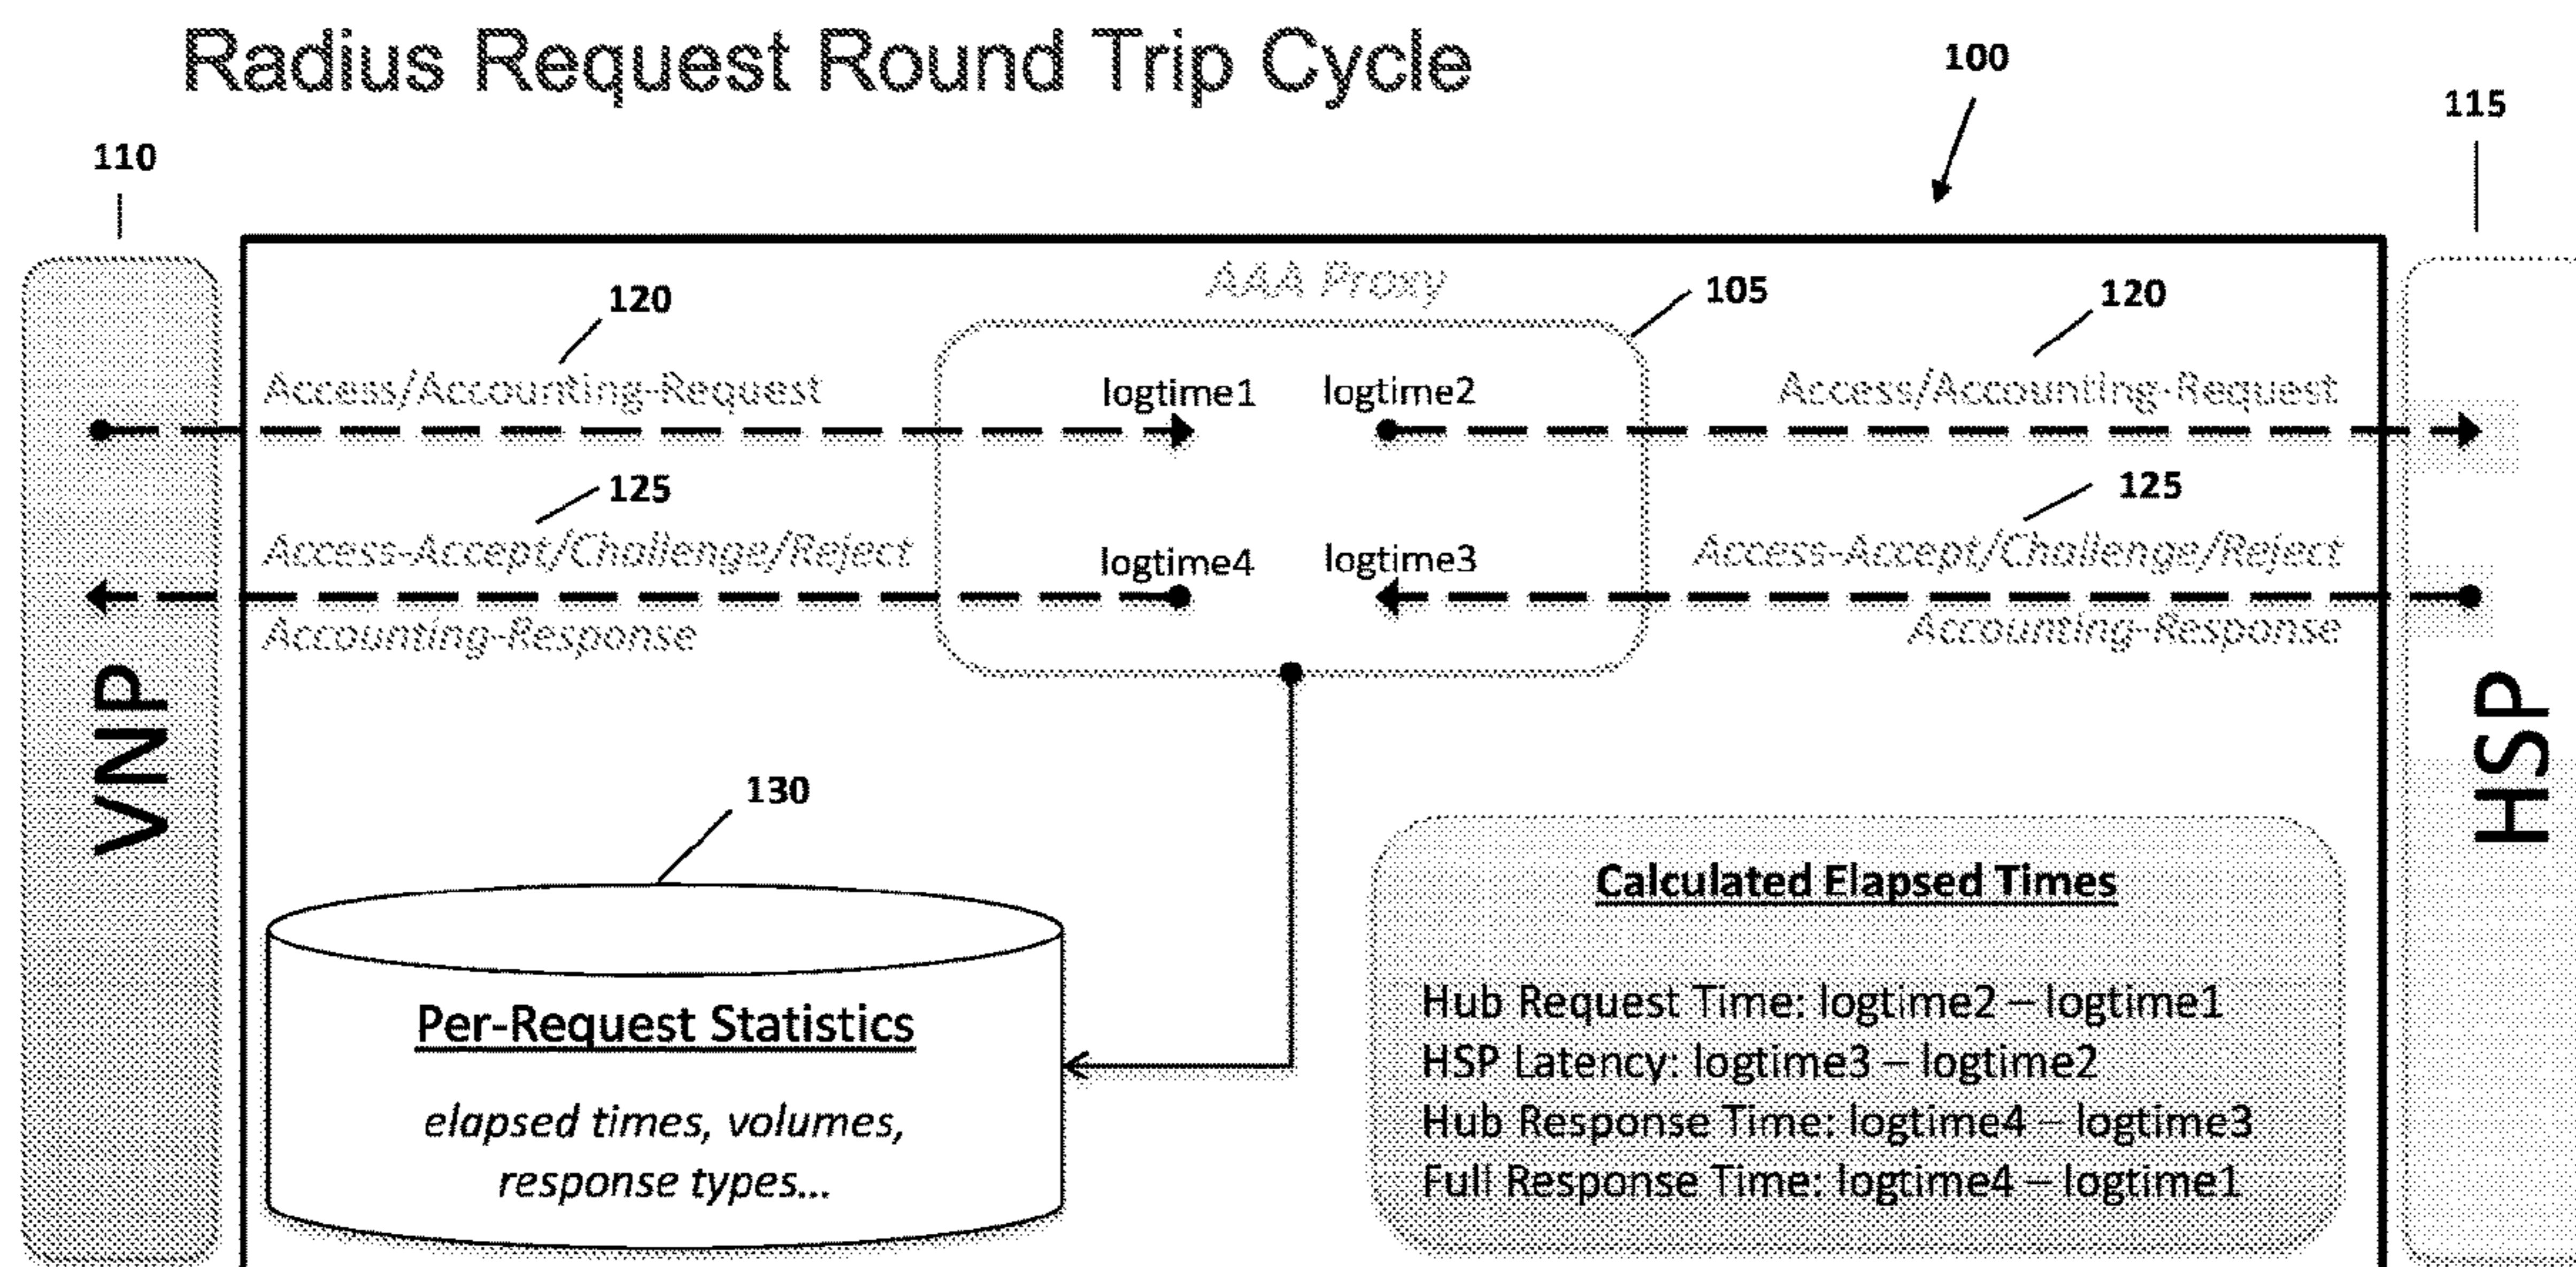 Radius Request Round Trip Cycle
100
115
110
AAA Proxy
120
105
120
Access/Accounting-Request
logtime1
logtime2
Access/Accounting-Request
125
125
Access-Accept/Challenge/Reject
logtime4
logtime3
Access-Accept/Challenge/Reject
Accounting-Response
Accounting-Response
VNP
HSP
130
Calculated Elapsed Times
Hub Request Time: logtime2 – logtime1
HSP Latency: logtime3 – logtime2
Hub Response Time: logtime4 – logtime3
Full Response Time: logtime4 – logtime1
Per-Request Statistics
elapsed times, volumes,
response types...